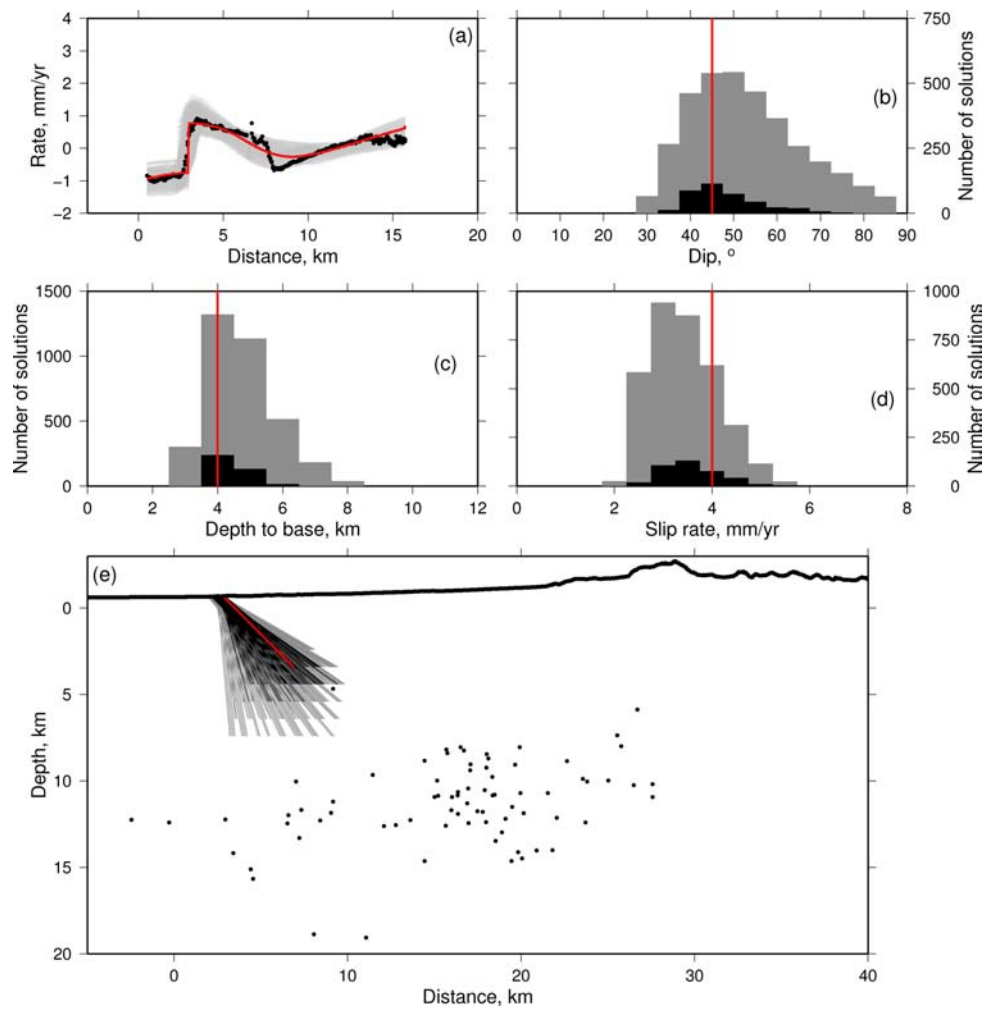 4
3
2
1
0
−1
−2
Rate, mm/yr
(a)
0 5 10 15 20
Distance, km
750
500
250
0
Number of solutions
(b)
0 10 20 30 40 50 60 70 80 90
Dip, °
1500
1000
500
0
Number of solutions
(c)
0 2 4 6 8 10 12
Depth to base, km
1000
750
500
250
0
Number of solutions
(d)
0 2 4 6 8
Slip rate, mm/yr
(e)
0
5
10
15
20
Depth, km
0 10 20 30 40
Distance, km